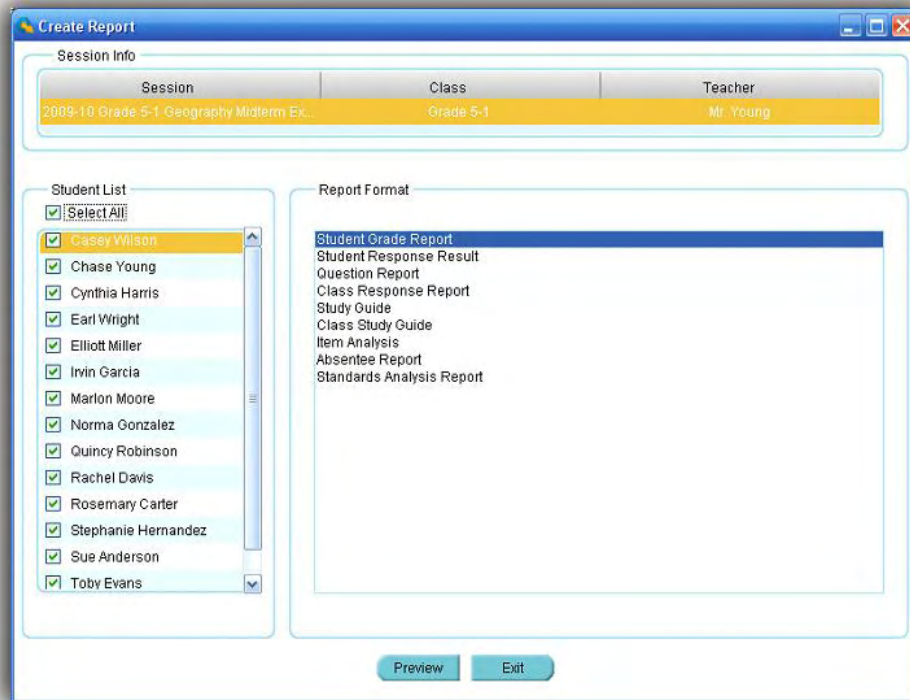 Create Report
Session Info
Session Class Teacher
2009-10 Grade 5-1 Geography Midterm Ex... Grade 5-1 Mr. Young
Student List
Select All
Casey Wilson
Chase Young
Cynthia Harris
Earl Wright
Elliott Miller
Irvin Garcia
Marlon Moore
Norma Gonzalez
Quincy Robinson
Rachel Davis
Rosemary Carter
Stephanie Hernandez
Sue Anderson
Toby Evans
Report Format
Student Grade Report
Student Response Result
Question Report
Class Response Report
Study Guide
Class Study Guide
Item Analysis
Absentee Report
Standards Analysis Report
Preview Exit